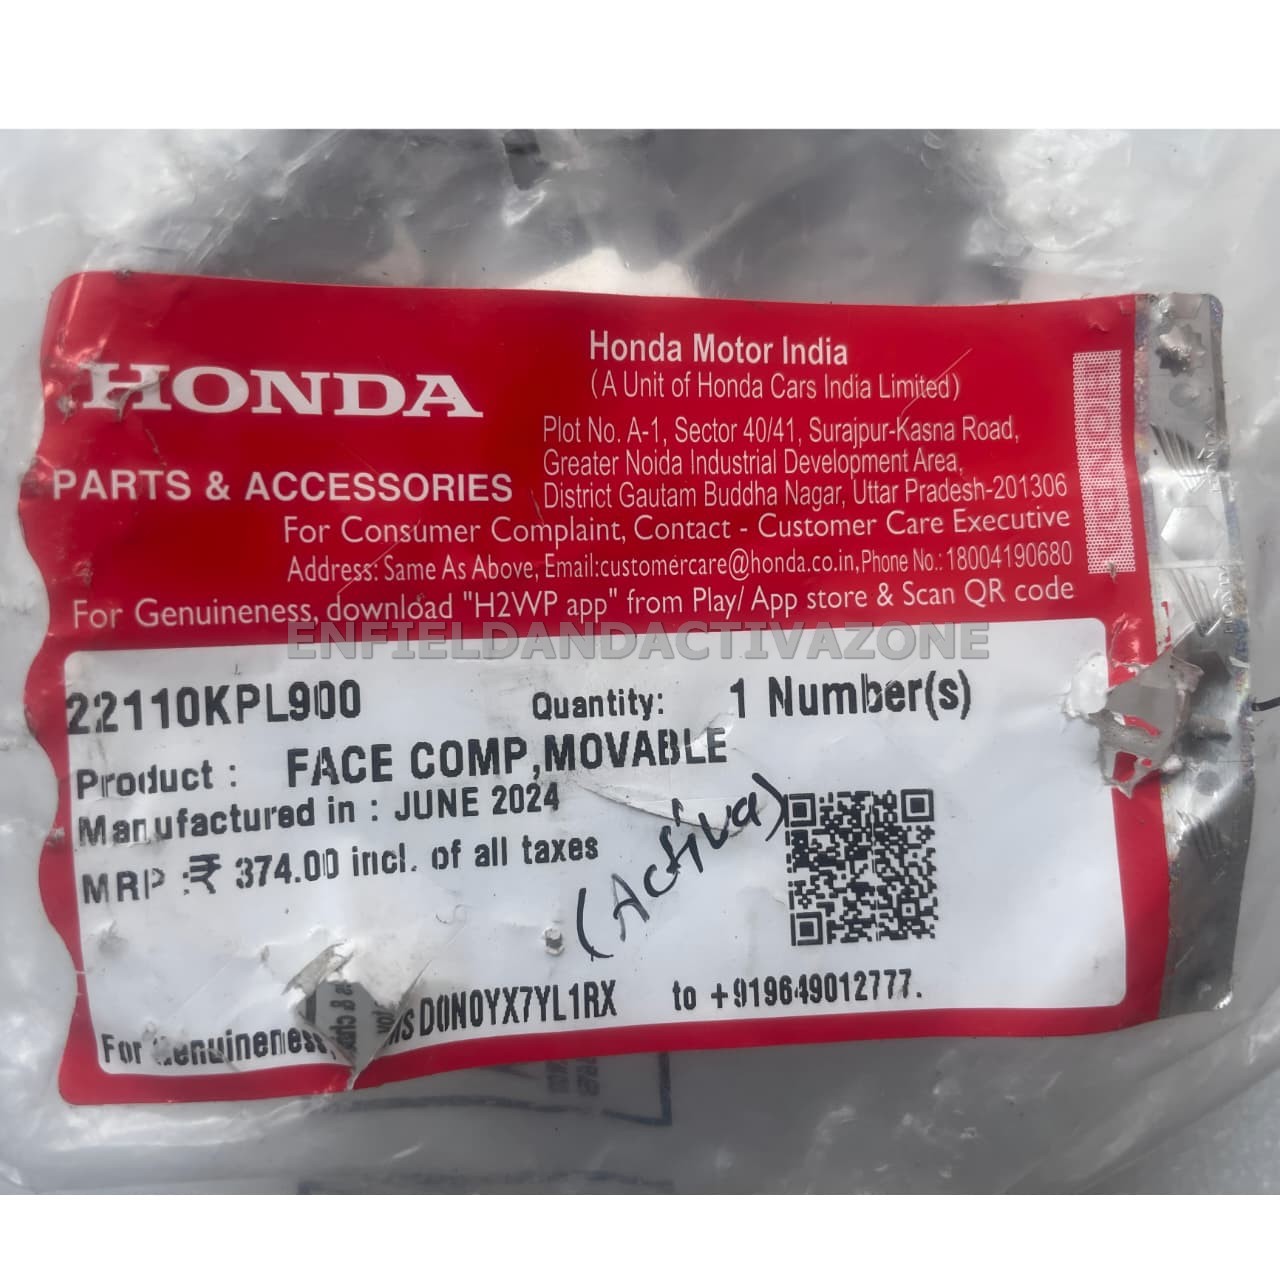 HONDA
PARTS & ACCESSORIES
Honda Motor India
(A Unit of Honda Cars India Limited)
Plot No. A-1, Sector 40/41, Surajpur-Kasna Road,
Greater Noida Industrial Development Area,
District Gautam Buddha Nagar, Uttar Pradesh-201306
For Consumer Complaint, Contact - Customer Care Executive
Address: Same As Above, Email:customercare@honda.co.in, Phone No.: 18004190680
For Genuineness, download "H2WP app" from Play/ App store & Scan QR code
ENFIELDANDACTIVAZONE
22110KPL900 Quantity: 1 Number(s)
Product : FACE COMP,MOVABLE
Manufactured in : JUNE 2024
MRP :₹ 374.00 incl. of all taxes
(Activa)
For Genuineness, D0N0YX7YL1RX to +919649012777.